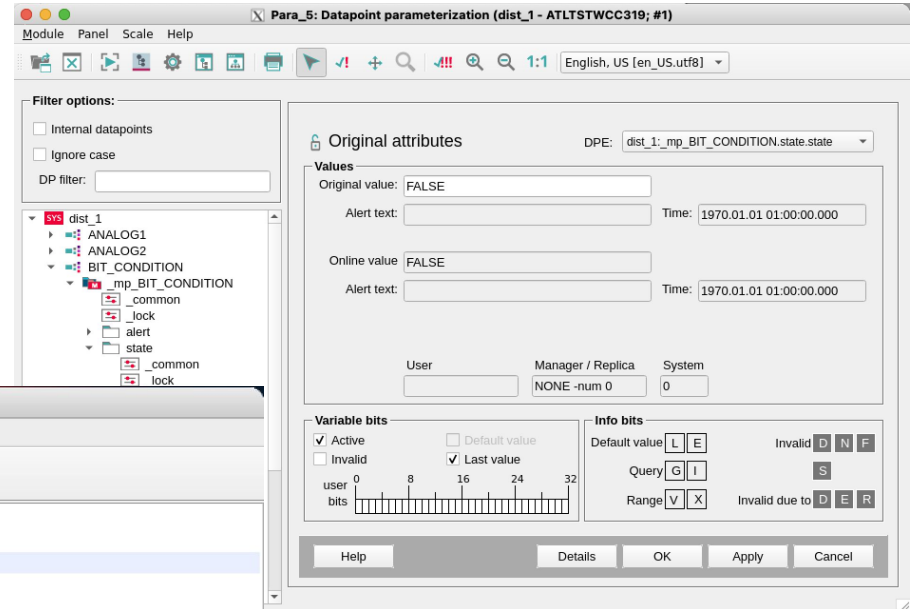 Para_5: Datapoint parameterization (dist_1 - ATLTSTWCC319; #1)
Module Panel Scale Help
1:1 English, US [en_US.utf8]
Filter options:
Internal datapoints
Ignore case
DP filter:
SYS dist_1
ANALOG1
ANALOG2
BIT_CONDITION
M _mp_BIT_CONDITION
_common
_lock
alert
state
_common
lock
Original attributes
DPE: dist_1:_mp_BIT_CONDITION.state.state
Values
Original value: FALSE
Alert text: Time: 1970.01.01 01:00:00.000
Online value FALSE
Alert text: Time: 1970.01.01 01:00:00.000
User Manager / Replica System
NONE -num 0 0
Variable bits
Active Default value
Invalid Last value
user bits 0 8 16 24 32
Info bits
Default value L E Invalid D N F
Query G I S
Range V X Invalid due to D E R
Help Details OK Apply Cancel